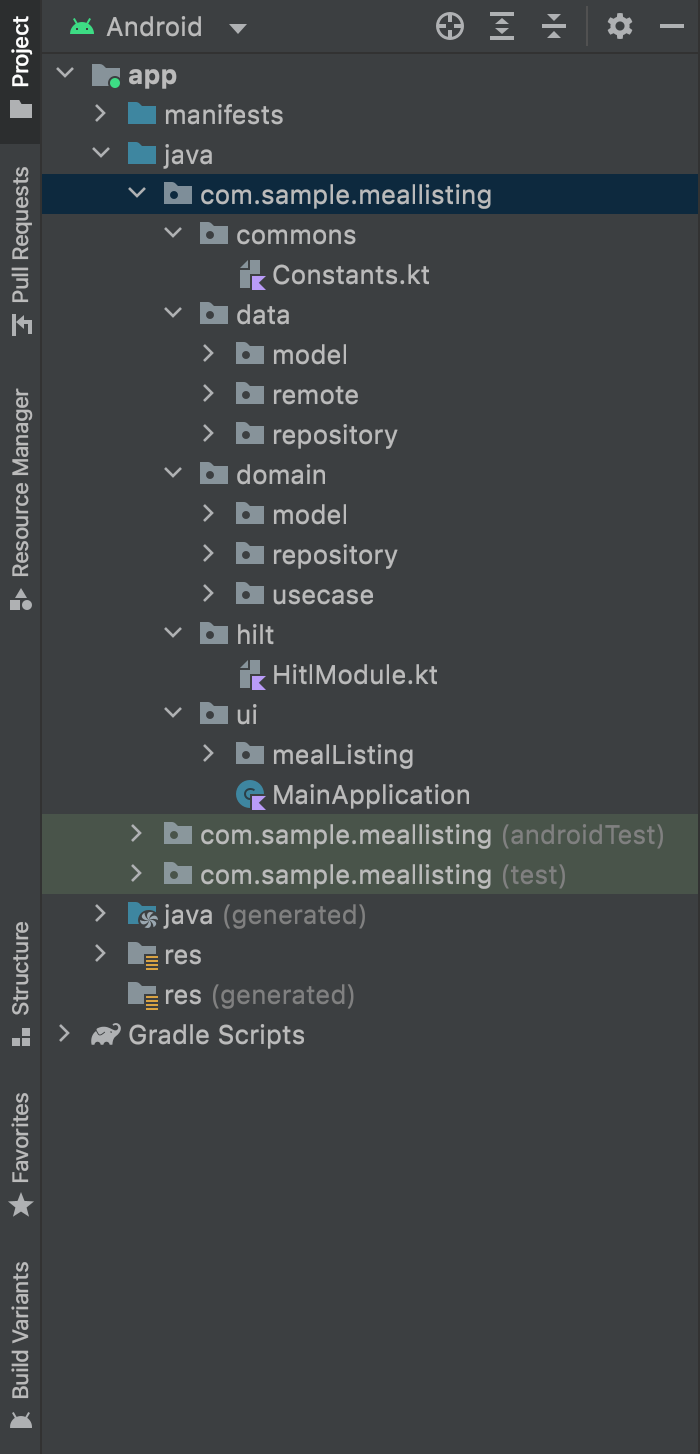 Android
app
manifests
java
com.sample.meallisting
commons
Constants.kt
data
model
remote
repository
domain
model
repository
usecase
hilt
HitlModule.kt
ui
mealListing
MainApplication
com.sample.meallisting (androidTest)
com.sample.meallisting (test)
java (generated)
res
res (generated)
Gradle Scripts
Project
Pull Requests
Resource Manager
Structure
Favorites
Build Variants